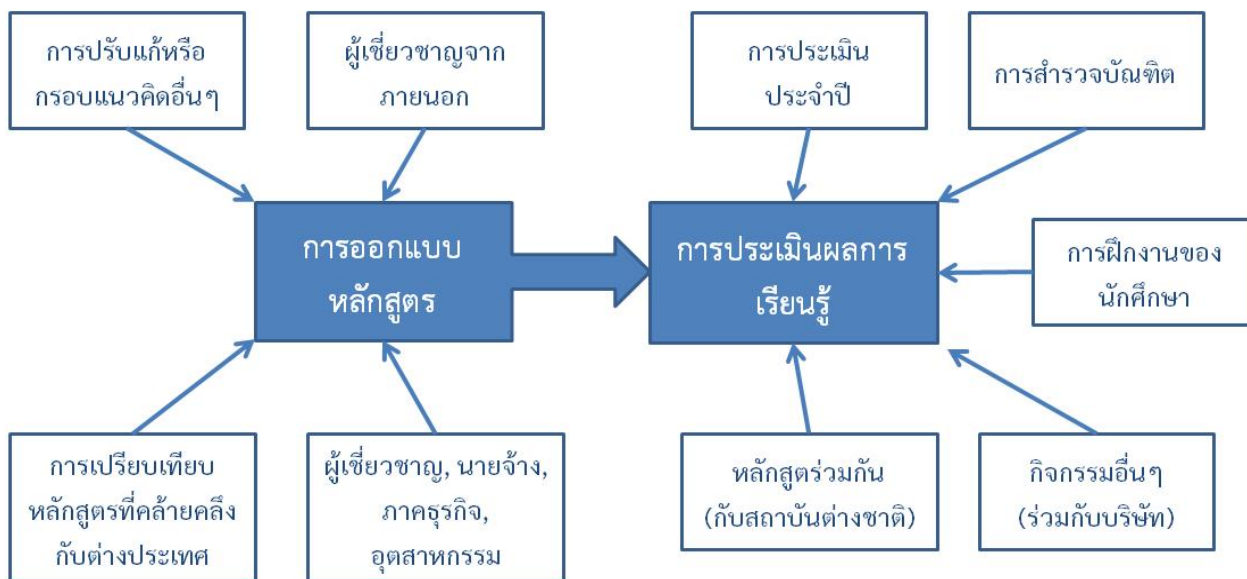 การปรับแก้หรือ
กรอบแนวคิดอื่นๆ
ผู้เชี่ยวชาญจาก
ภายนอก
การประเมิน
ประจำปี
การสำรวจบัณฑิต
การออกแบบ
หลักสูตร
การประเมินผลการ
เรียนรู้
การฝึกงานของ
นักศึกษา
การเปรียบเทียบ
หลักสูตรที่คล้ายคลึง
กับต่างประเทศ
ผู้เชี่ยวชาญ, นายจ้าง,
ภาคธุรกิจ,
อุตสาหกรรม
หลักสูตร่วมกัน
(กับสถาบันต่างชาติ)
กิจกรรมอื่นๆ
(ร่วมกับบริษัท)